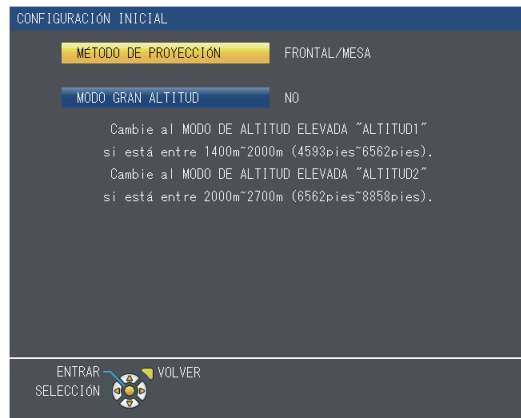 CONFIGURACIÓN INICIAL
MÉTODO DE PROYECCIÓN FRONTAL/MESA
MODO GRAN ALTITUD NO
Cambie al MODO DE ALTITUD ELEVADA "ALTITUD1"
si está entre 1400m~2000m (4593pies~6562pies).
Cambie al MODO DE ALTITUD ELEVADA "ALTITUD2"
si está entre 2000m~2700m (6562pies~8858pies).
ENTRAR VOLVER
SELECCIÓN